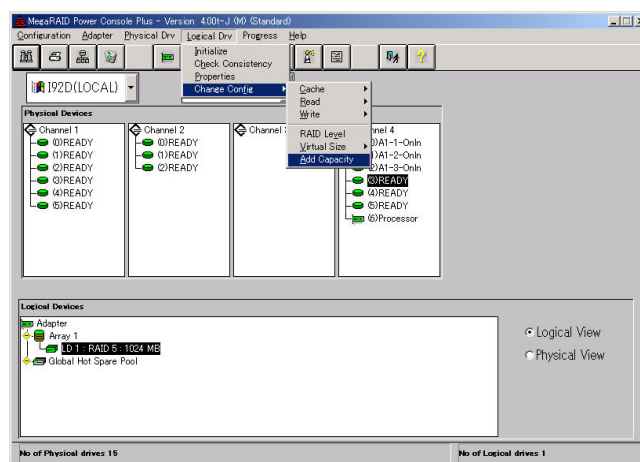 MegaRAID Power Console Plus - Version 4.00t-J (M) (Standard)
Configuration Adapter Physical Drv Logical Drv Progress Help
Initialize
Check Consistency
Properties
Change Config
Cache
Read
Write
RAID Level
Virtual Size
Add Capacity
I92D(LOCAL)
Physical Devices
Channel 1
(0)READY
(1)READY
(2)READY
(3)READY
(4)READY
(5)READY
Channel 2
(0)READY
(1)READY
(2)READY
Channel
nnel 4
0)A1-1-Onln
)A1-2-Onln
2)A1-3-Onln
(3)READY
(4)READY
(5)READY
(6)Processor
Logical Devices
Adapter
Array 1
LD 1 : RAID 5 : 1024 MB
Global Hot Spare Pool
Logical View
Physical View
No of Physical drives 15
No of Logical drives 1